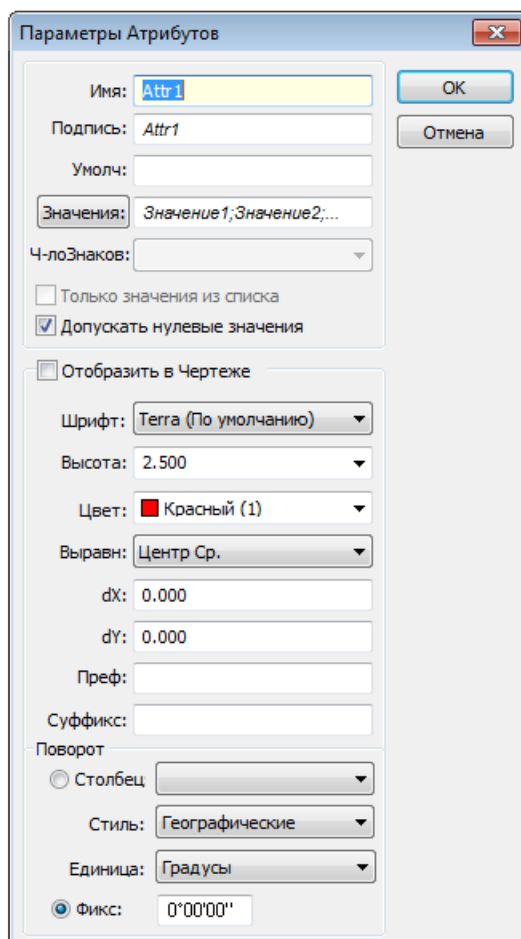 Параметры Атрибутов
Имя: Attr1
OK
Подпись: Attr1
Отмена
Умолч:
Значения: Значение1;Значение2;...
Ч-лоЗнаков:
Только значения из списка
Допускать нулевые значения
Отобразить в Чертеже
Шрифт: Terra (По умолчанию)
Высота: 2.500
Цвет: Красный (1)
Выравн: Центр Ср.
dX: 0.000
dY: 0.000
Преф:
Суффикс:
Поворот
Столбец
Стиль: Географические
Единица: Градусы
Фикс: 0°00'00"